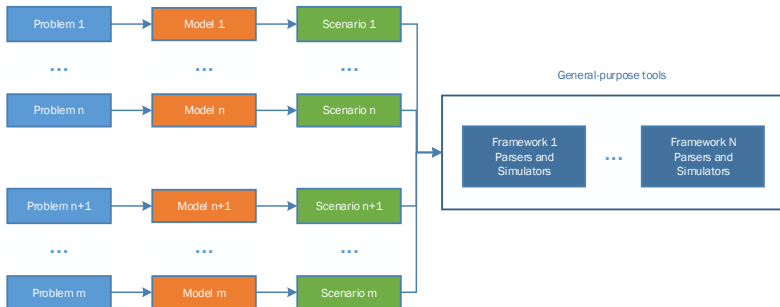 Problem 1
Model 1
Scenario 1
...
...
...
Problem n
Model n
Scenario n
Problem n+1
Model n+1
Scenario n+1
...
...
...
Problem m
Model m
Scenario m
General-purpose tools
Framework 1
Parsers and
Simulators
...
Framework N
Parsers and
Simulators